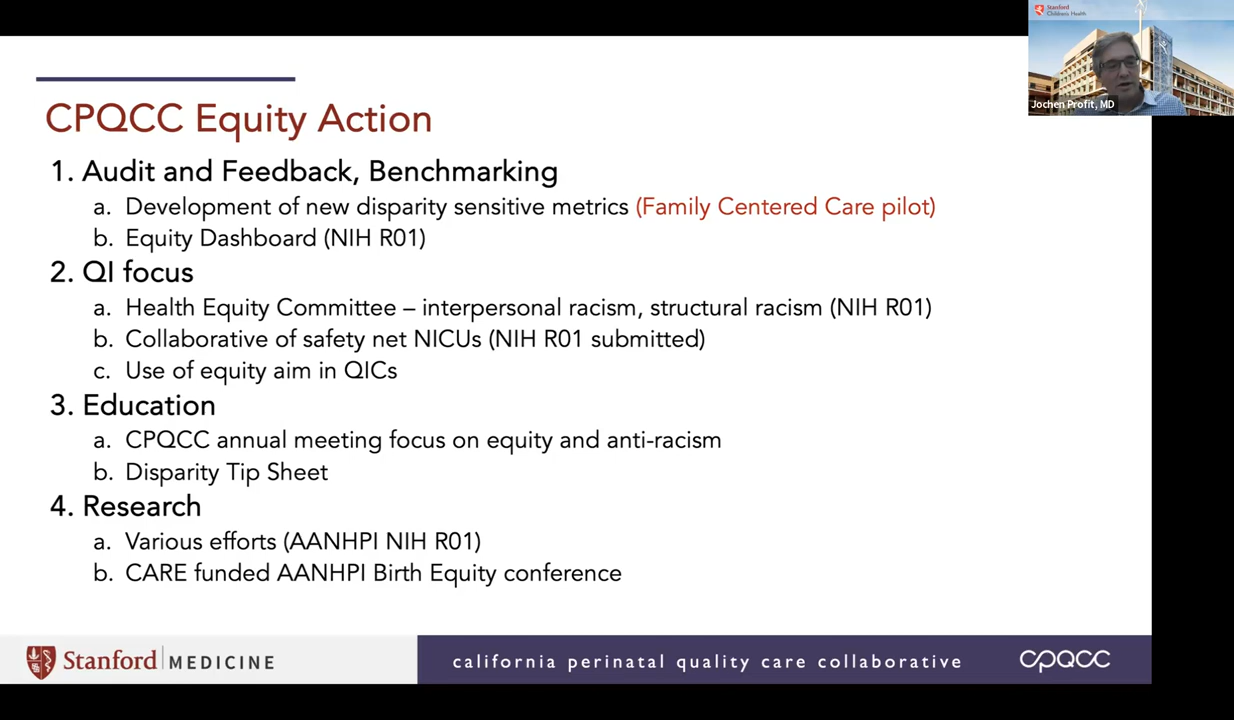 Stanford
Children's Health
Jochen Profit, MD
CPQCC Equity Action
1. Audit and Feedback, Benchmarking
a. Development of new disparity sensitive metrics (Family Centered Care pilot)
b. Equity Dashboard (NIH R01)
2. QI focus
a. Health Equity Committee – interpersonal racism, structural racism (NIH R01)
b. Collaborative of safety net NICUs (NIH R01 submitted)
c. Use of equity aim in QICs
3. Education
a. CPQCC annual meeting focus on equity and anti-racism
b. Disparity Tip Sheet
4. Research
a. Various efforts (AANHPI NIH R01)
b. CARE funded AANHPI Birth Equity conference
Stanford MEDICINE
california perinatal quality care collaborative
cpqcc